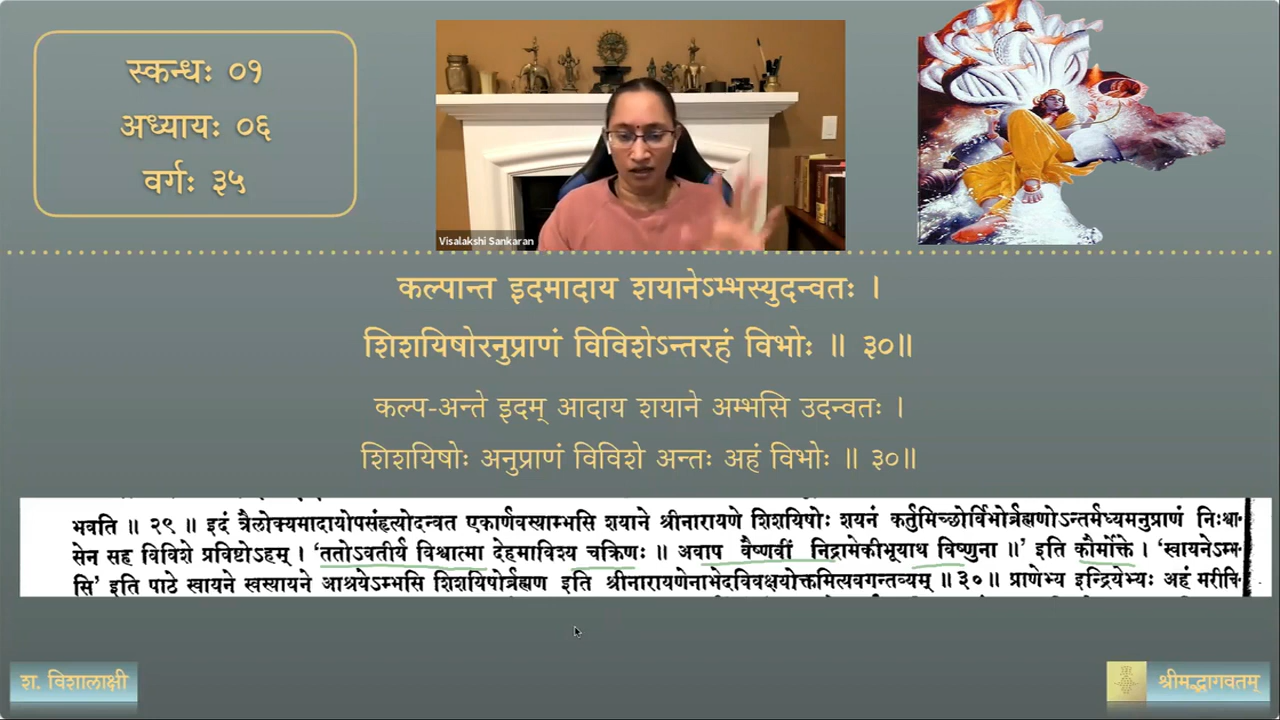 स्कन्धः ०१
अध्यायः ०६
वर्गः ३५
Visalakshi Sankaran
कल्पान्त इदमादाय शयानेऽम्भस्युदन्वतः ।
शिशयिषोरनुप्राणं विविशेऽन्तरहं विभोः ॥ ३०॥
कल्प-अन्ते इदम् आदाय शयाने अम्भसि उदन्वतः ।
शिशयिषोः अनुप्राणं विविशे अन्तः अहं विभोः ॥ ३०॥
भवति ॥ २९ ॥ इदं त्रैलोक्यमादायोपसंहृत्योदन्वत एकार्णवस्याम्भसि शयाने श्रीनारायणे शिशयिषोः शयनं कर्तुमिच्छोर्विभोर्ब्रह्मणोऽन्तर्मध्यमनुप्राणं निःश्वा-
सेन सह विविशे प्रविष्टोऽहम् । ‘ततोऽवतीर्य विश्वात्मा देहमाविश्य चक्रिणः ॥ अवाप वैष्णवीं निद्रामेकीभूयाथ विष्णुना ॥’ इति कौर्मोक्तेः । ‘खायनेऽम्भ-
सि’ इति पाठे स्वायने स्वस्यायने आश्रयेऽम्भसि शिशयिषोर्ब्रह्मण इति श्रीनारायणेनाभेदविवक्षयोक्तमित्यवगन्तव्यम् ॥ ३० ॥ प्राणेभ्य इन्द्रियेभ्यः अहं मरीचि-
श. विशालाक्षी
श्रीमद्भागवतम्